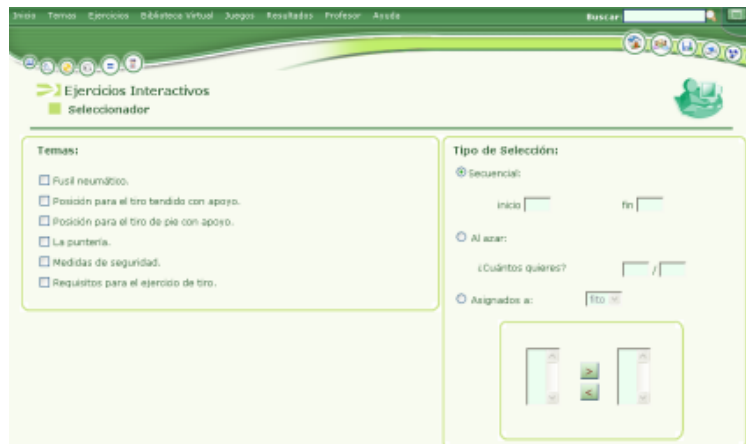 Inicio Temas Ejercicios Biblioteca Virtual Juegos Resultados Profesor Ayuda Buscar:
Ejercicios Interactivos
Seleccionador
Temas:
Fusil neumático.
Posición para el tiro tendido con apoyo.
Posición para el tiro de pie con apoyo.
La puntería.
Medidas de seguridad.
Requisitos para el ejercicio de tiro.
Tipo de Selección:
Secuencial:
inicio fin
Al azar:
¿Cuántos quieres? /
Asignados a: fito
>
<